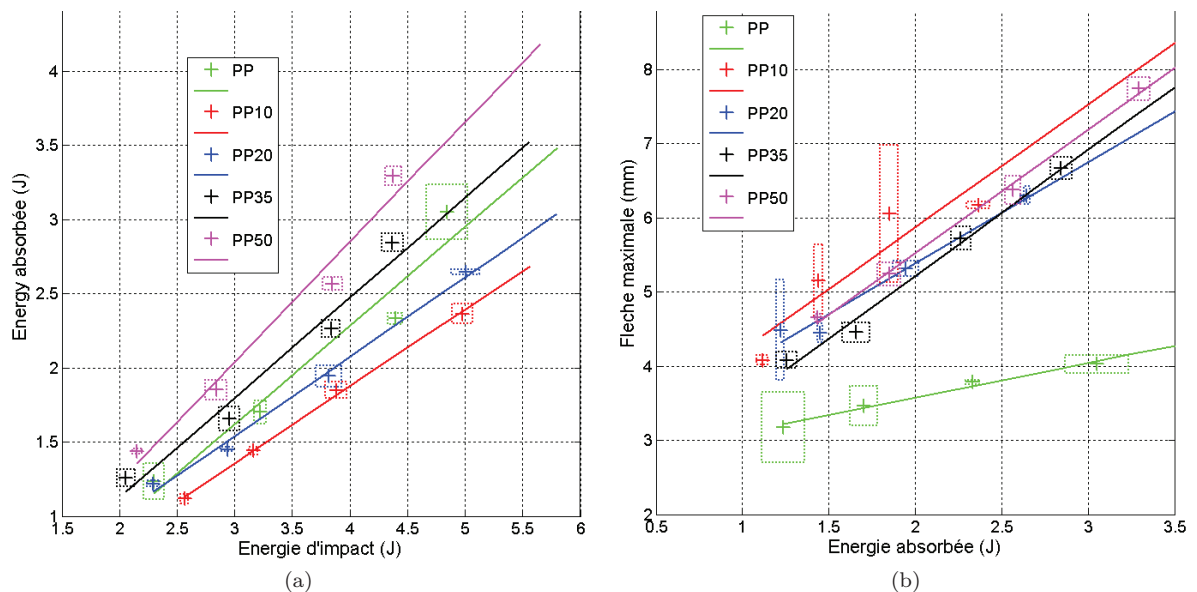 4
3.5
3
2.5
2
1.5
1
Energy absorbée (J)
PP
PP10
PP20
PP35
PP50
1.5 2 2.5 3 3.5 4 4.5 5 5.5 6
Energie d'impact (J)
(a)
8
7
6
5
4
3
2
Fleche maximale (mm)
PP
PP10
PP20
PP35
PP50
0.5 1 1.5 2 2.5 3 3.5
Energie absorbée (J)
(b)